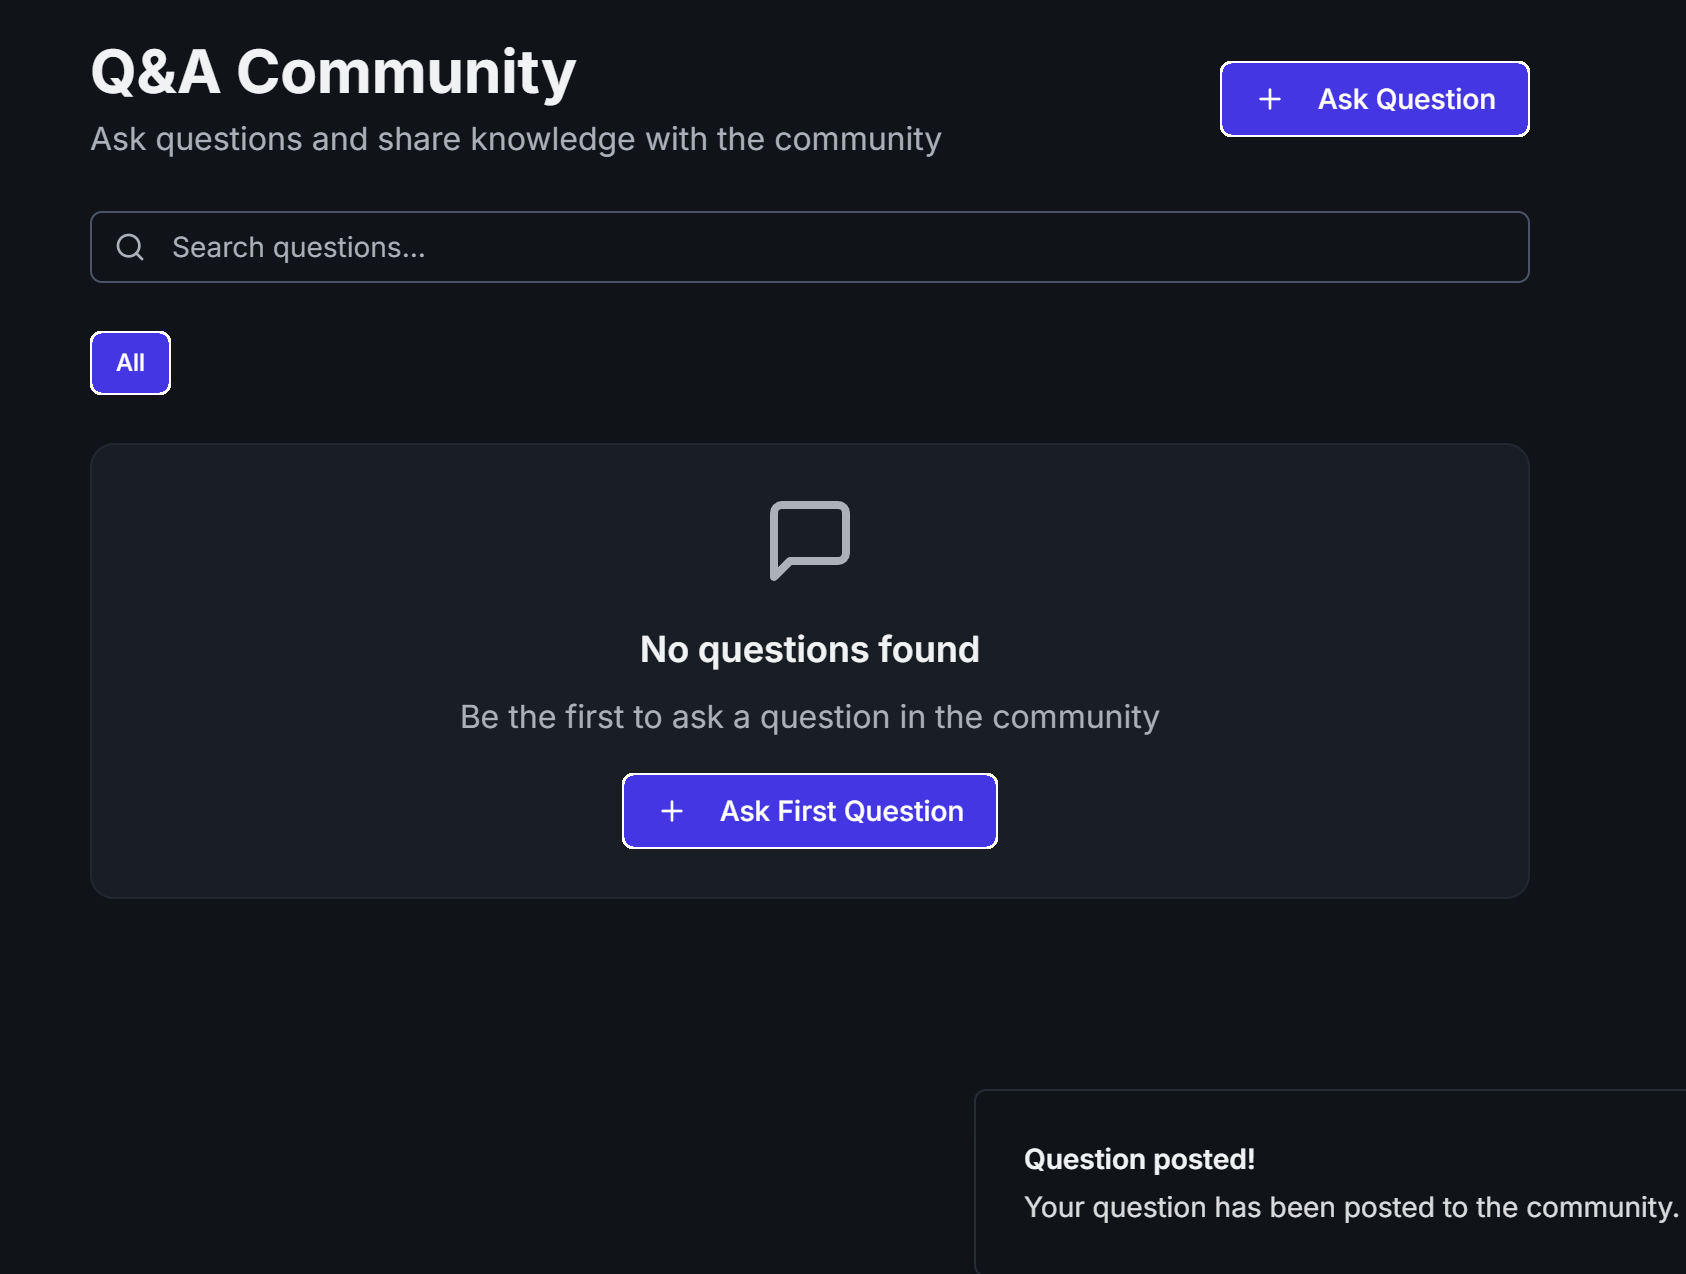 Q&A Community
Ask questions and share knowledge with the community
Ask Question
Search questions...
All
No questions found
Be the first to ask a question in the community
Ask First Question
Question posted!
Your question has been posted to the community.